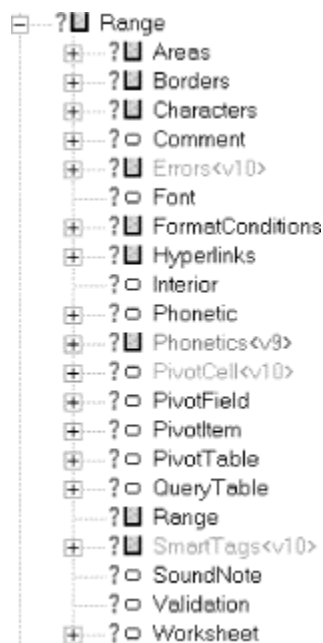 ? Range
? Areas
? Borders
? Characters
? Comment
? Errors<v10>
? Font
? FormatConditions
? Hyperlinks
? Interior
? Phonetic
? Phonetics<v9>
? PivotCell<v10>
? PivotField
? PivotItem
? PivotTable
? QueryTable
? Range
? SmartTags<v10>
? SoundNote
? Validation
? Worksheet